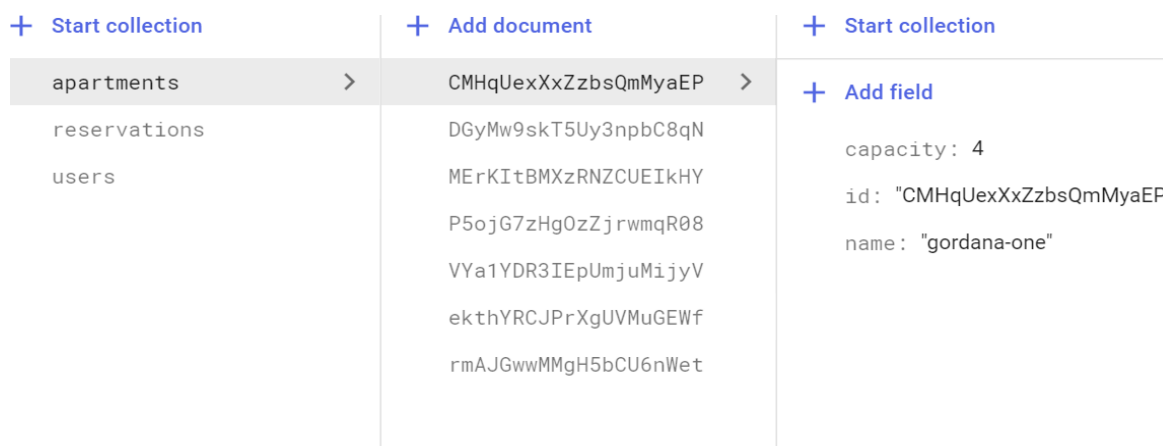 Start collection
apartments
reservations
users
Add document
CMHqUexXxZzbsQmMyaEP
DGyMw9skT5Uy3npbC8qN
MErKItBMXzRNZCUEIkHY
P5ojG7zHgOzZjrwmqR08
VYa1YDR3IEpUmjuMijyV
ekthYRCJPrXgUVMuGEWf
rmAJGwwMMgH5bCU6nWet
Start collection
Add field
capacity: 4
id: "CMHqUexXxZzbsQmMyaEP
name: "gordana-one"